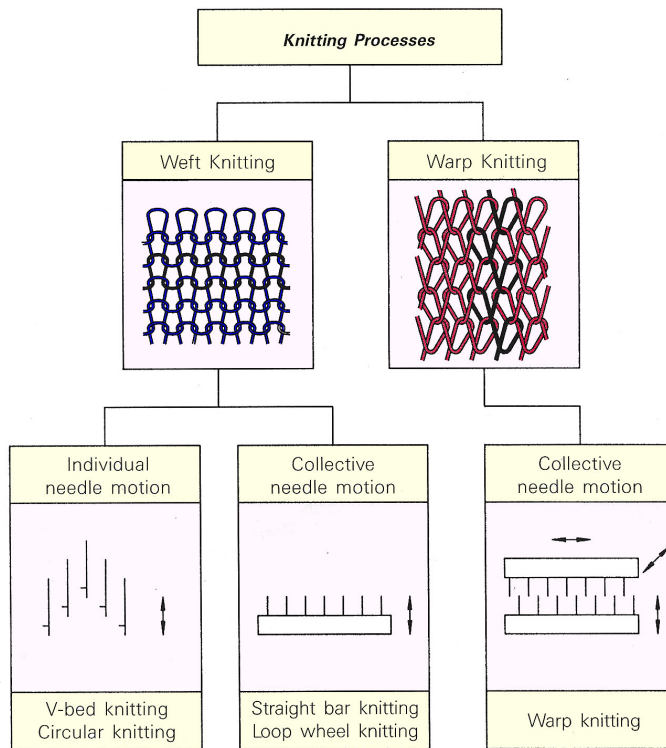 Knitting Processes
Weft Knitting
Warp Knitting
Individual
needle motion
Collective
needle motion
Collective
needle motion
V-bed knitting
Circular knitting
Straight bar knitting
Loop wheel knitting
Warp knitting